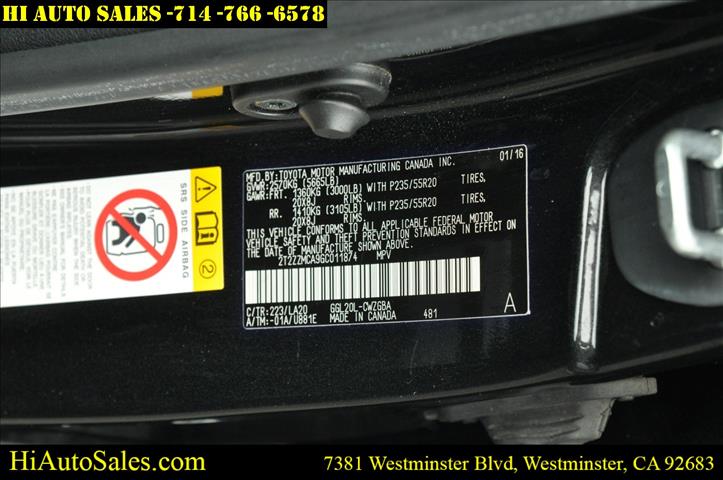 HI AUTO SALES -714 -766 -6578
MFD. BY: TOYOTA MOTOR MANUFACTURING CANADA INC. 01/16
GVWR: 2570KG (5665LB)
GAWR: FRT. 1360KG (3000LB) WITH P235/55R20 TIRES,
20X8J RIMS,
RR. 1410KG (3105LB) WITH P235/55R20 TIRES,
20X8J RIMS,
THIS VEHICLE CONFORMS TO ALL APPLICABLE FEDERAL MOTOR
VEHICLE SAFETY AND THEFT PREVENTION STANDARDS IN EFFECT
ON THE DATE OF MANUFACTURE SHOWN ABOVE.
2T2ZZMCA9GC011874 MPV
C/TR: 223/LA20 GGL20L-CWZGBA A
A/TM: -01A/U881E MADE IN CANADA 481
SRS SIDE AIRBAG
2
HiAutoSales.com
7381 Westminster Blvd, Westminster, CA 92683